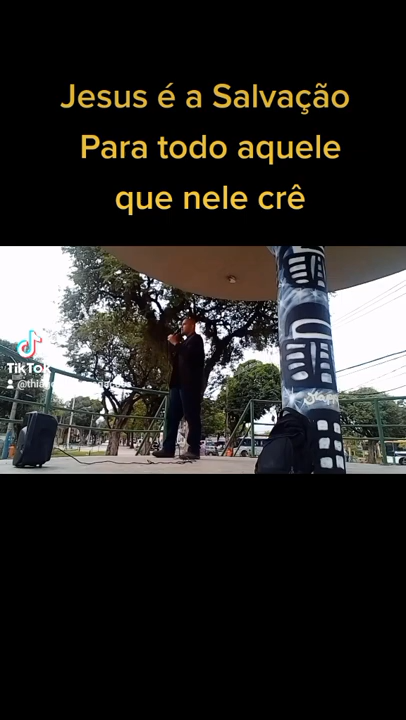 Jesus é a Salvação
Para todo aquele
que nele crê
TikTok